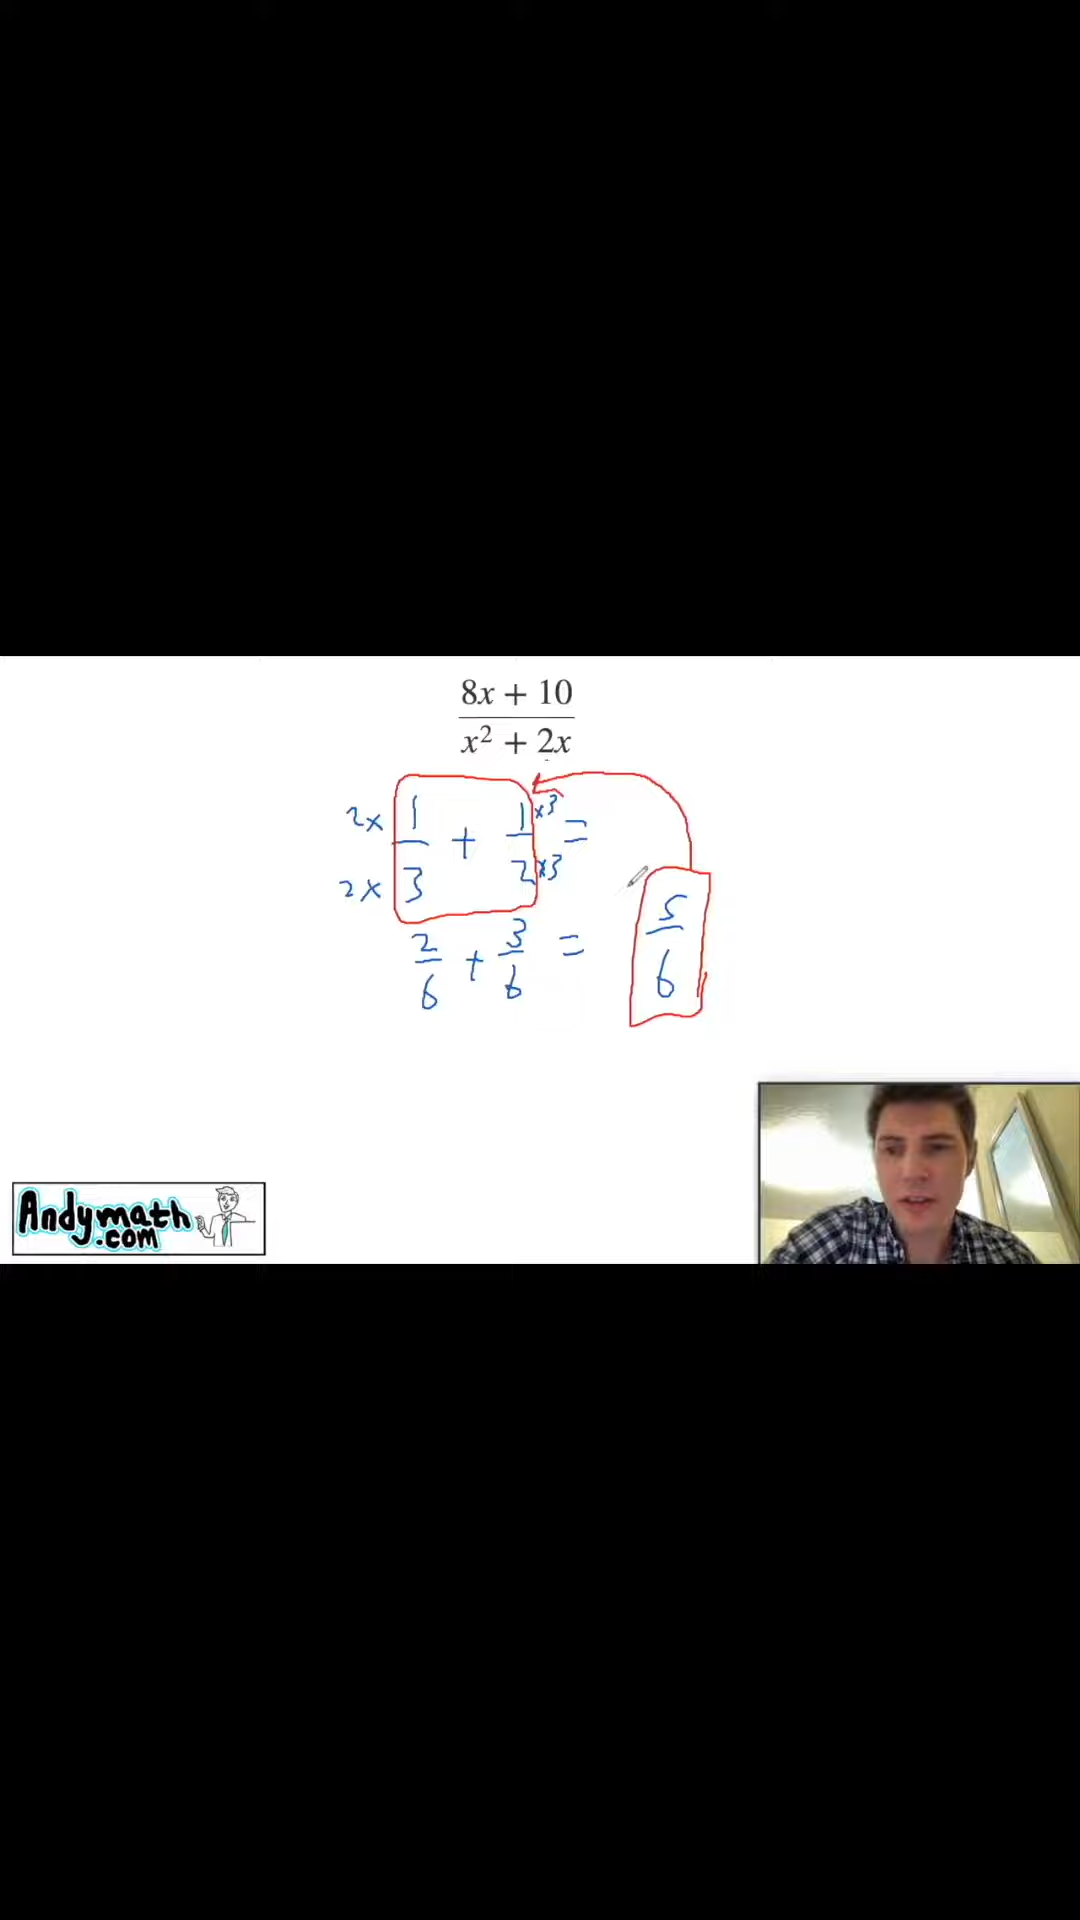 8x + 10
x² + 2x
2x 1/3 + 1/2 x3 =
2x x3
2/6 + 3/6 = 5/6
Andymath
.com